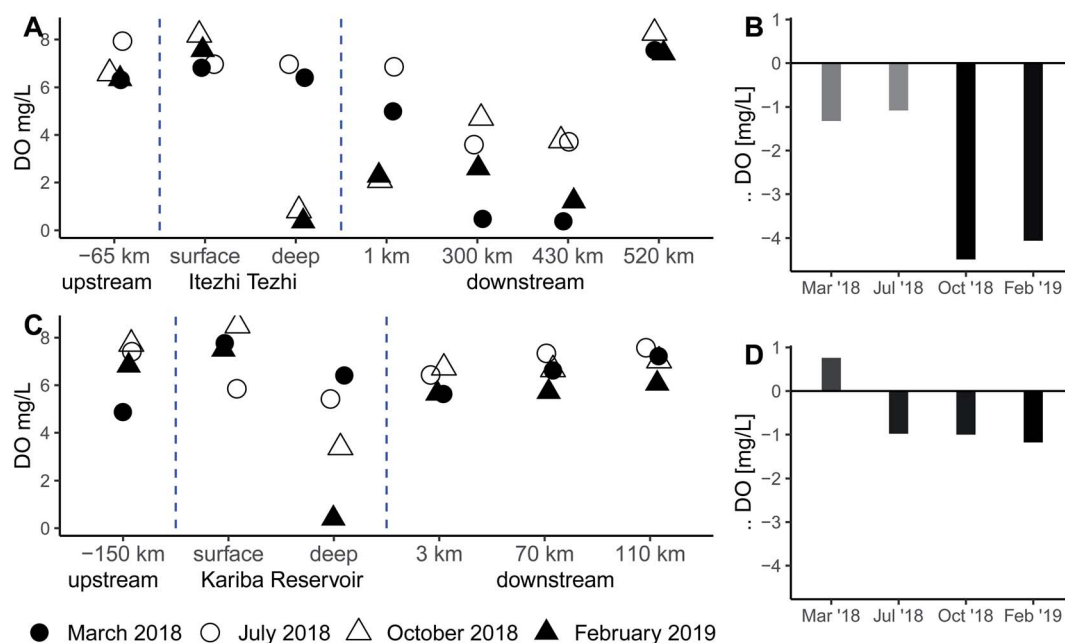 A
DO mg/L
8
6
4
2
0
−65 km surface deep 1 km 300 km 430 km 520 km
upstream Itezhi Tezhi downstream
B
.. DO [mg/L]
1
0
−1
−2
−3
−4
Mar '18 Jul '18 Oct '18 Feb '19
C
DO mg/L
8
6
4
2
0
−150 km surface deep 3 km 70 km 110 km
upstream Kariba Reservoir downstream
D
.. DO [mg/L]
1
0
−1
−2
−3
−4
Mar '18 Jul '18 Oct '18 Feb '19
March 2018 July 2018 October 2018 February 2019